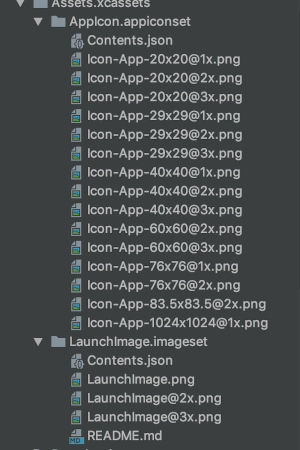 Assets.xcassets
AppIcon.appiconset
Contents.json
Icon-App-20x20@1x.png
Icon-App-20x20@2x.png
Icon-App-20x20@3x.png
Icon-App-29x29@1x.png
Icon-App-29x29@2x.png
Icon-App-29x29@3x.png
Icon-App-40x40@1x.png
Icon-App-40x40@2x.png
Icon-App-40x40@3x.png
Icon-App-60x60@2x.png
Icon-App-60x60@3x.png
Icon-App-76x76@1x.png
Icon-App-76x76@2x.png
Icon-App-83.5x83.5@2x.png
Icon-App-1024x1024@1x.png
LaunchImage.imageset
Contents.json
LaunchImage.png
LaunchImage@2x.png
LaunchImage@3x.png
README.md